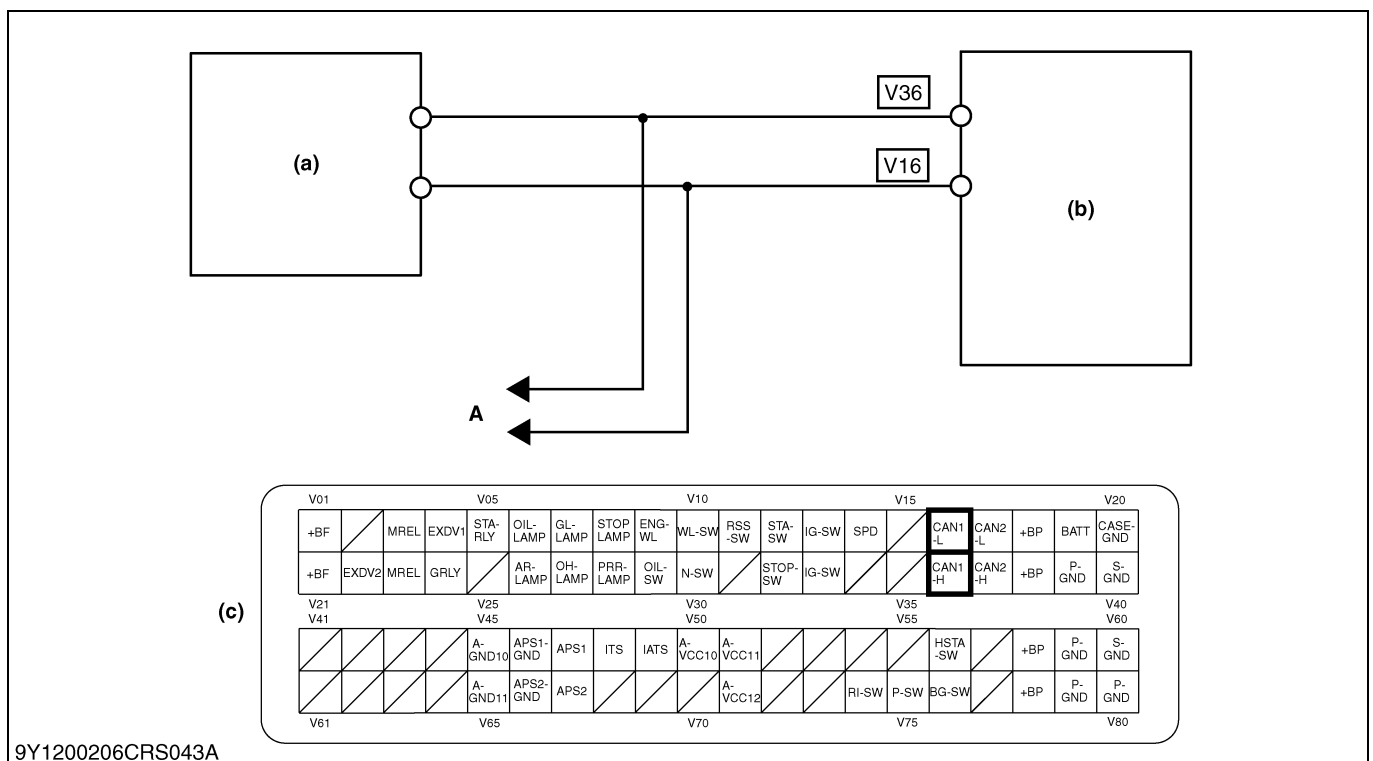 V36
V16
(a)
(b)
A
(c)
V01 V05 V10 V15 V20
+BF MREL EXDV1 STA-RLY OIL-LAMP GL-LAMP STOP LAMP ENG-WL WL-SW RSS-SW STA-SW IG-SW SPD CAN1-L CAN2-L +BP BATT CASE-GND
+BF EXDV2 MREL GRLY AR-LAMP OH-LAMP PRR-LAMP OIL-SW N-SW STOP-SW IG-SW CAN1-H CAN2-H +BP P-GND S-GND
V21 V25 V30 V35 V40
V41 V45 V50 V55 V60
A-GND10 APS1-GND APS1 ITS IATS A-VCC10 A-VCC11 HSTA-SW +BP P-GND S-GND
A-GND11 APS2-GND APS2 A-VCC12 RI-SW P-SW BG-SW +BP P-GND P-GND
V61 V65 V70 V75 V80
9Y1200206CRS043A